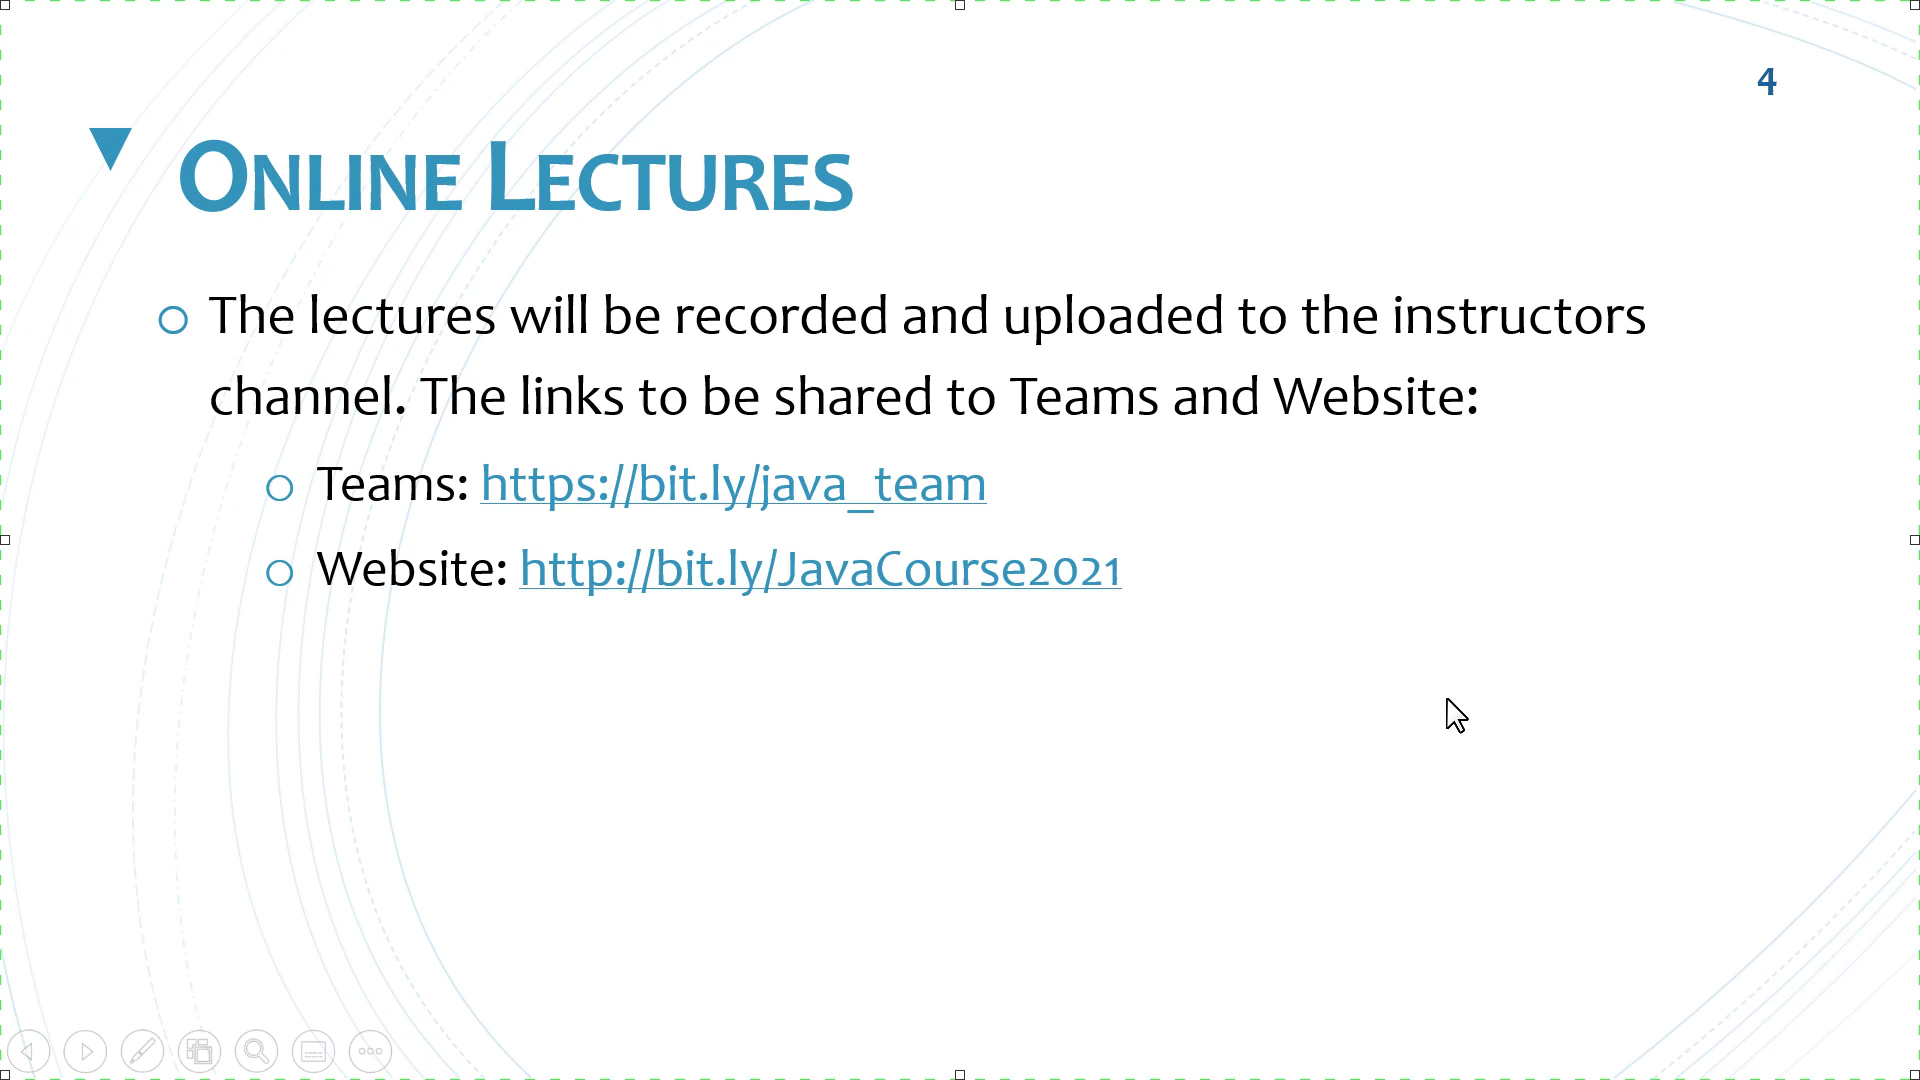 4
Online Lectures
The lectures will be recorded and uploaded to the instructors
channel. The links to be shared to Teams and Website:
Teams: https://bit.ly/java_team
Website: http://bit.ly/JavaCourse2021